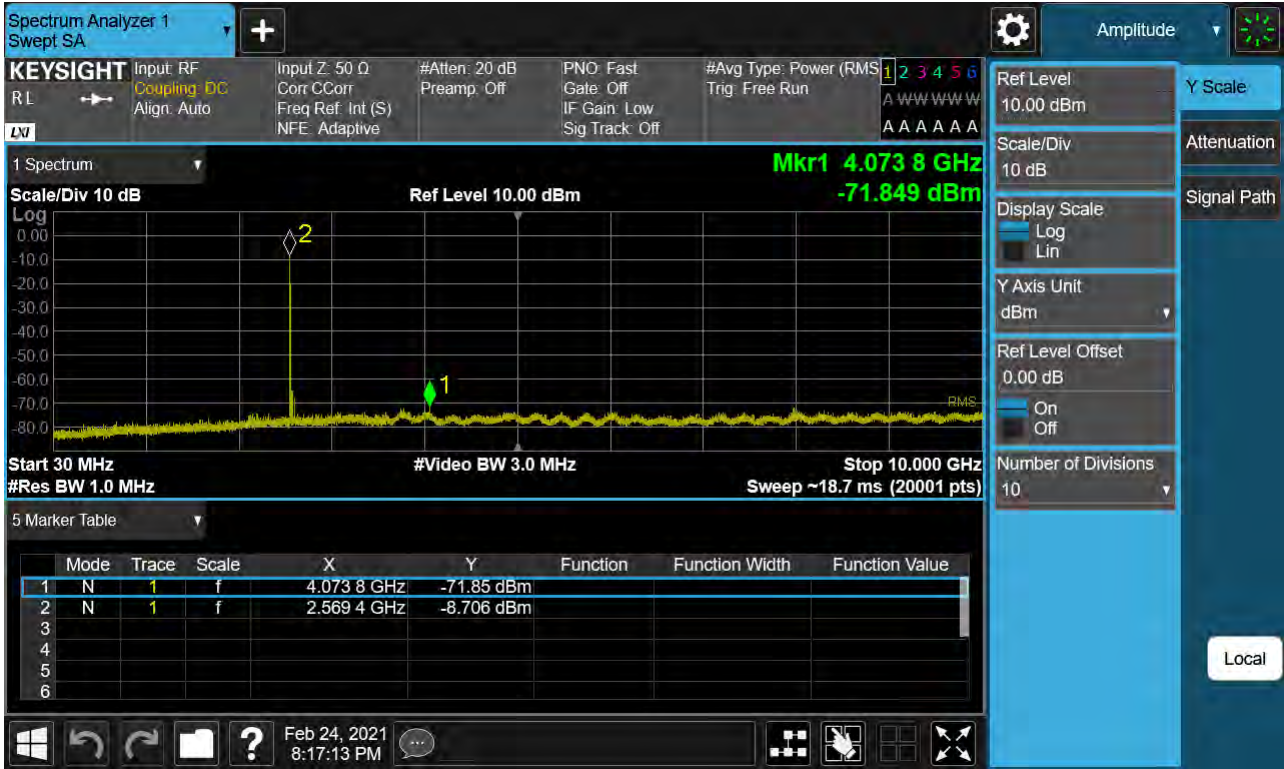 Spectrum Analyzer 1
Swept SA
+
Amplitude
KEYSIGHT
R L
LXI
Input: RF
Coupling: DC
Align: Auto
Input Z: 50 Ω
Corr CCorr
Freq Ref: Int (S)
NFE: Adaptive
#Atten: 20 dB
Preamp: Off
PNO: Fast
Gate: Off
IF Gain: Low
Sig Track: Off
#Avg Type: Power (RMS
Trig: Free Run
1 2 3 4 5 6
A W W W W W
A A A A A A
1 Spectrum
Mkr1 4.073 8 GHz
-71.849 dBm
Scale/Div 10 dB
Ref Level 10.00 dBm
Log
0.00
-10.0
-20.0
-30.0
-40.0
-50.0
-60.0
-70.0
-80.0
2
1
RMS
Start 30 MHz
#Video BW 3.0 MHz
Stop 10.000 GHz
#Res BW 1.0 MHz
Sweep ~18.7 ms (20001 pts)
5 Marker Table
Mode Trace Scale X Y Function Function Width Function Value
1 N 1 f 4.073 8 GHz -71.85 dBm
2 N 1 f 2.569 4 GHz -8.706 dBm
3
4
5
6
Ref Level
10.00 dBm
Scale/Div
10 dB
Display Scale
Log
Lin
Y Axis Unit
dBm
Ref Level Offset
0.00 dB
On
Off
Number of Divisions
10
Y Scale
Attenuation
Signal Path
Local
?
Feb 24, 2021
8:17:13 PM